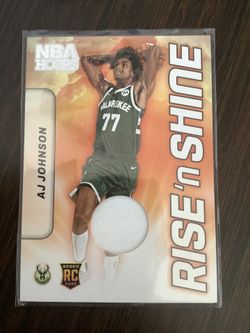 NBA
HOOPS
MILWAUKEE
77
AJ JOHNSON
RISE 'n SHINE
ROOKIE
RC
CARD